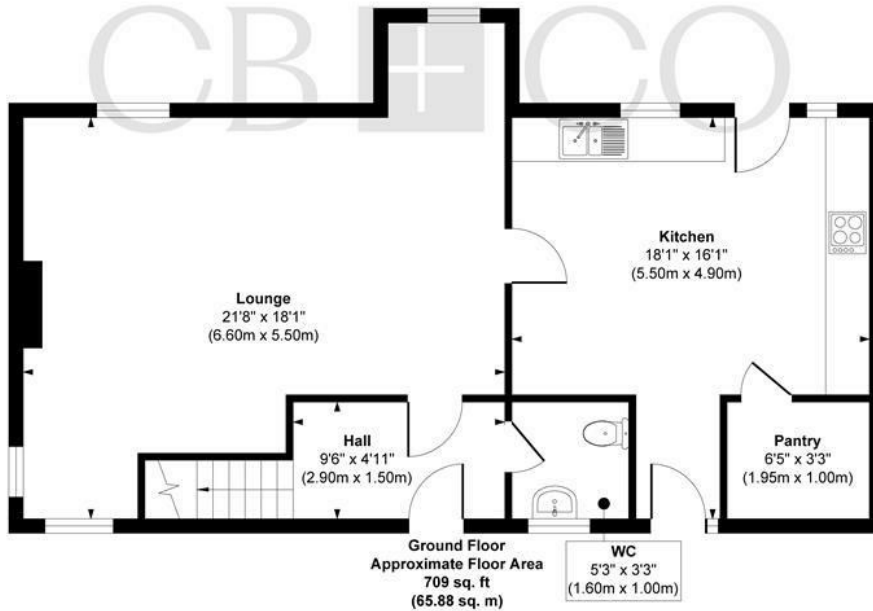 CB+CO
Kitchen
18'1" x 16'1"
(5.50m x 4.90m)
Lounge
21'8" x 18'1"
(6.60m x 5.50m)
Hall
9'6" x 4'11"
(2.90m x 1.50m)
Pantry
6'5" x 3'3"
(1.95m x 1.00m)
Ground Floor
Approximate Floor Area
709 sq. ft
(65.88 sq. m)
WC
5'3" x 3'3"
(1.60m x 1.00m)